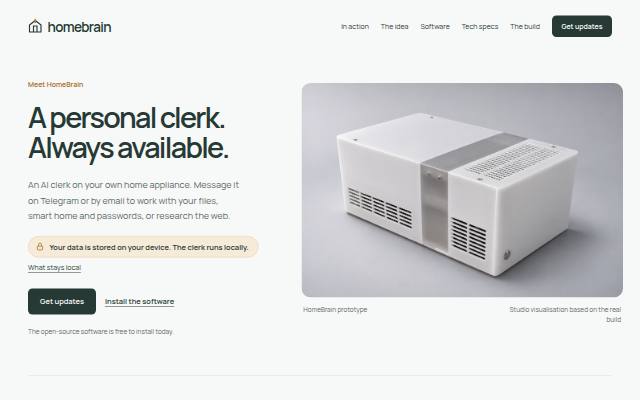 homebrain
In action
The idea
Software
Tech specs
The build
Get updates
Meet HomeBrain
A personal clerk.
Always available.
An AI clerk on your own home appliance. Message it
on Telegram or by email to work with your files,
smart home and passwords, or research the web.
Your data is stored on your device. The clerk runs locally.
What stays local
Get updates
Install the software
The open-source software is free to install today.
HomeBrain prototype
Studio visualisation based on the real
build